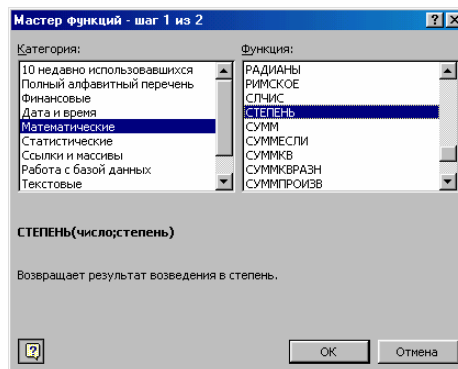 Мастер функций - шаг 1 из 2
Категория:
Функция:
10 недавно использовавшихся
Полный алфавитный перечень
Финансовые
Дата и время
Математические
Статистические
Ссылки и массивы
Работа с базой данных
Текстовые
РАДИАНЫ
РИМСКОЕ
СЛЧИС
СТЕПЕНЬ
СУММ
СУММЕСЛИ
СУММКВ
СУММКВРАЗН
СУММПРОИЗВ
СТЕПЕНЬ(число;степень)
Возвращает результат возведения в степень.
ОК
Отмена